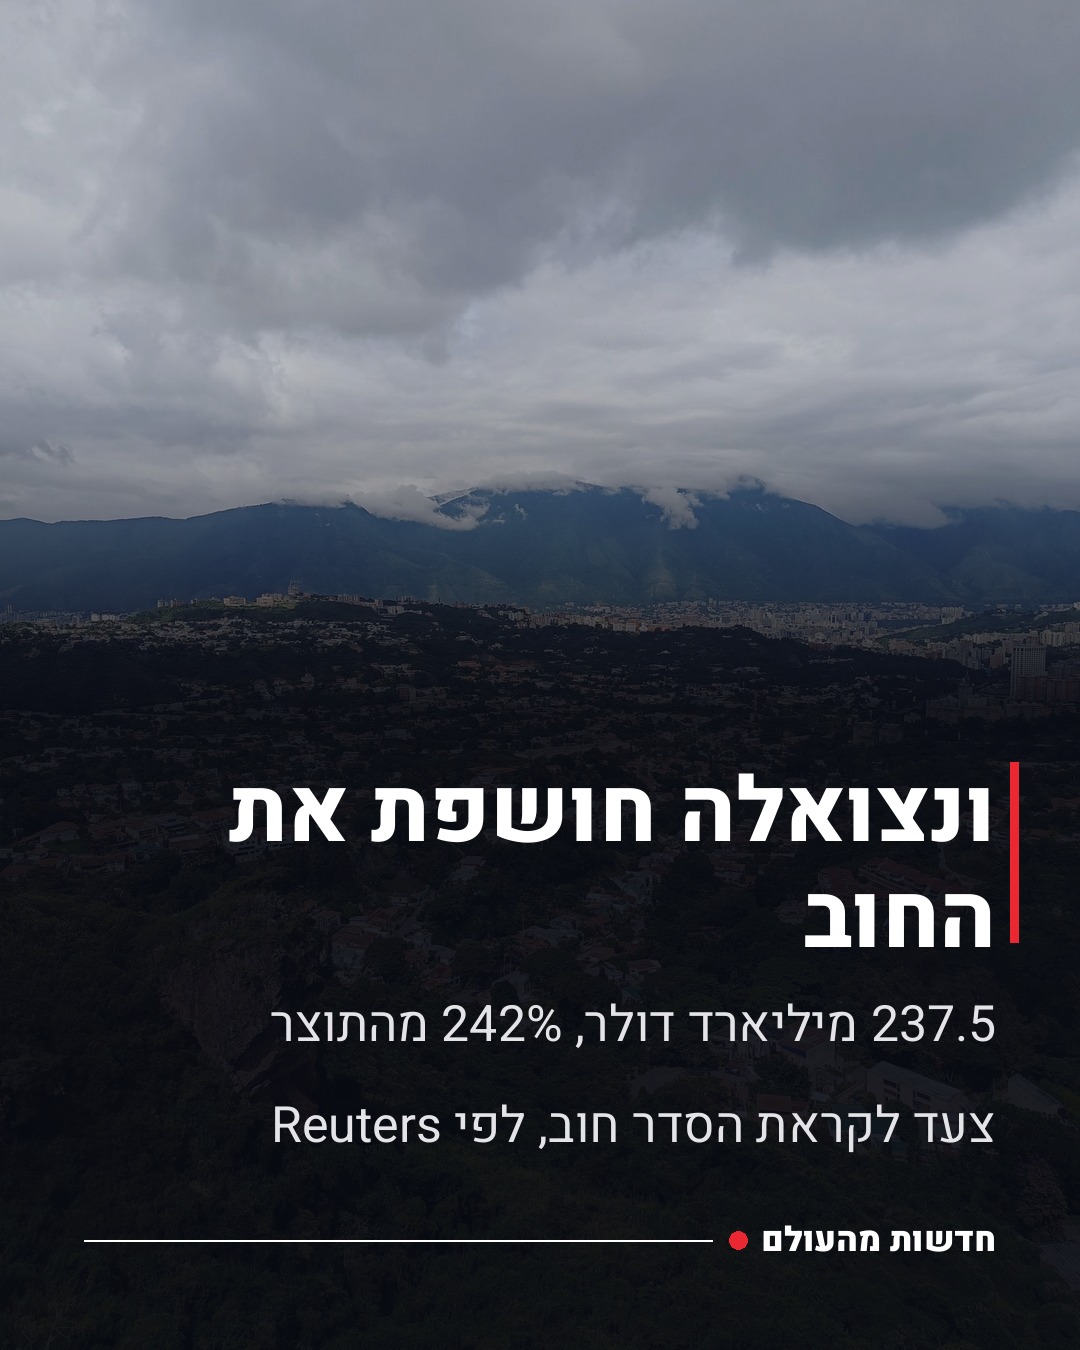 ונצואלה חושפת את
החוב
237.5 מיליארד דולר, 242% מהתוצר
צעד לקראת הסדר חוב, לפי Reuters
חדשות מהעולם